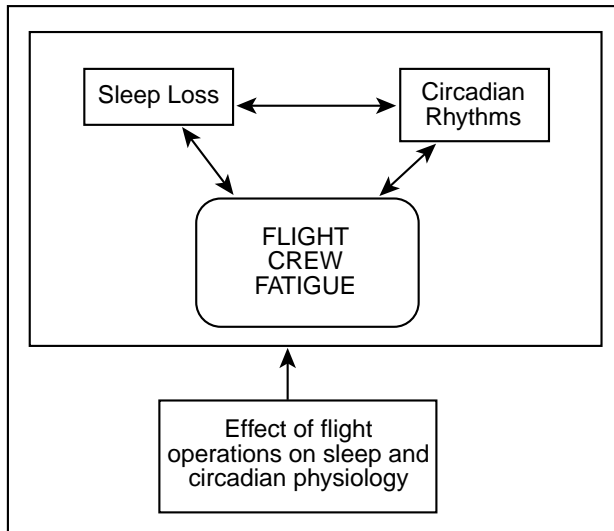 Sleep Loss
Circadian
Rhythms
FLIGHT
CREW
FATIGUE
Effect of flight
operations on sleep and
circadian physiology